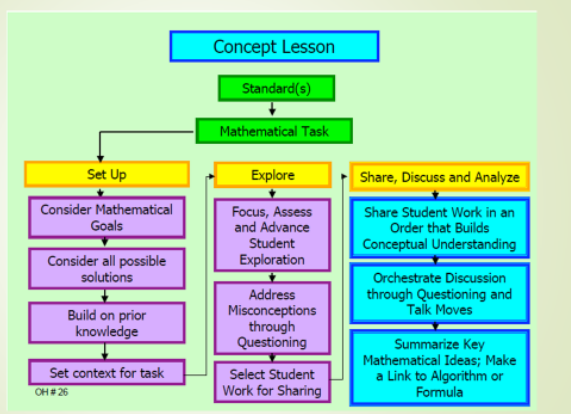 Concept Lesson
Standard(s)
Mathematical Task
Set Up
Consider Mathematical
Goals
Consider all possible
solutions
Build on prior
knowledge
Set context for task
OH#26
Explore
Focus, Assess
and Advance
Student
Exploration
Address
Misconceptions
through
Questioning
Select Student
Work for Sharing
Share, Discuss and Analyze
Share Student Work in an
Order that Builds
Conceptual Understanding
Orchestrate Discussion
through Questioning and
Talk Moves
Summarize Key
Mathematical Ideas; Make
a Link to Algorithm or
Formula